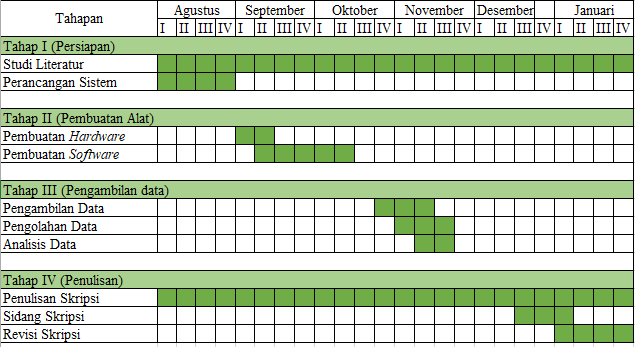 Tahapan Agustus September Oktober November Desember Januari
I II III IV I II III IV I II III IV I II III IV I II III IV I II III IV
Tahap I (Persiapan)
Studi Literatur
Perancangan Sistem
Tahap II (Pembuatan Alat)
Pembuatan Hardware
Pembuatan Software
Tahap III (Pengambilan data)
Pengambilan Data
Pengolahan Data
Analisis Data
Tahap IV (Penulisan)
Penulisan Skripsi
Sidang Skripsi
Revisi Skripsi